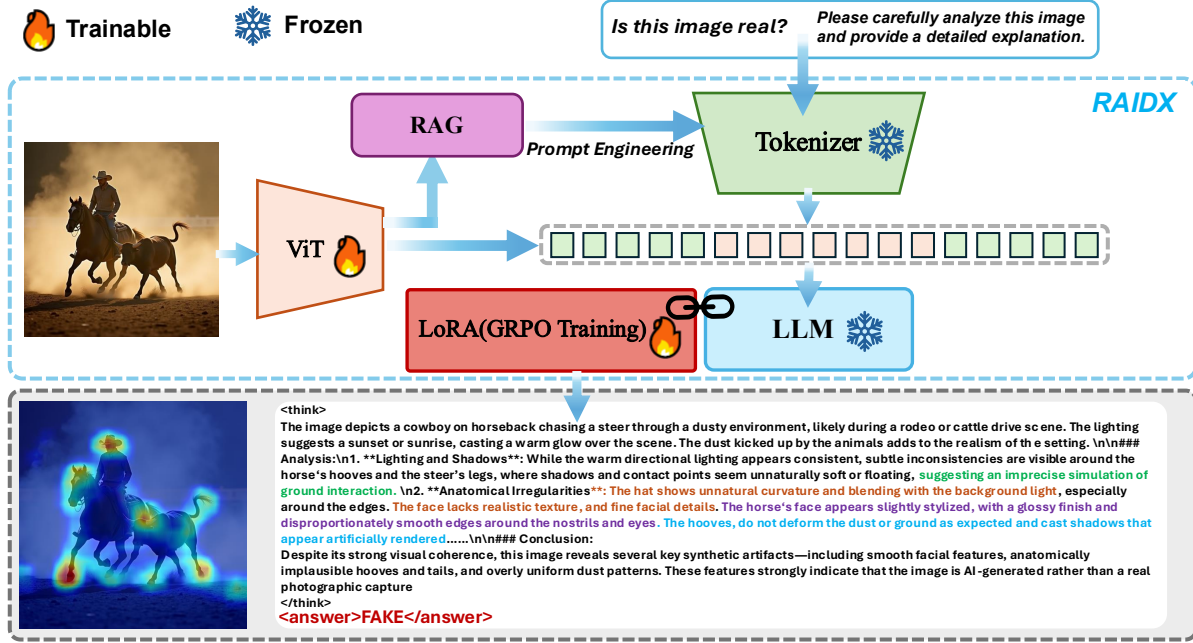 Trainable
Frozen
Is this image real?
Please carefully analyze this image
and provide a detailed explanation.
RAIDX
RAG
Prompt Engineering
Tokenizer
ViT
LoRA(GRPO Training)
LLM
<think>
The image depicts a cowboy on horseback chasing a steer through a dusty environment, likely during a rodeo or cattle drive scene. The lighting
suggests a sunset or sunrise, casting a warm glow over the scene. The dust kicked up by the animals adds to the realism of the setting. \n\n###
Analysis:\n1. **Lighting and Shadows**: While the warm directional lighting appears consistent, subtle inconsistencies are visible around the
horse's hooves and the steer's legs, where shadows and contact points seem unnaturally soft or floating, suggesting an imprecise simulation of
ground interaction. \n2. **Anatomical Irregularities**: The hat shows unnatural curvature and blending with the background light, especially
around the edges. The face lacks realistic texture, and fine facial details. The horse's face appears slightly stylized, with a glossy finish and
disproportionately smooth edges around the nostrils and eyes. The hooves, do not deform the dust or ground as expected and cast shadows that
appear artificially rendered……\n\n### Conclusion:
Despite its strong visual coherence, this image reveals several key synthetic artifacts—including smooth facial features, anatomically
implausible hooves and tails, and overly uniform dust patterns. These features strongly indicate that the image is AI-generated rather than a real
photographic capture
</think>
<answer>FAKE</answer>